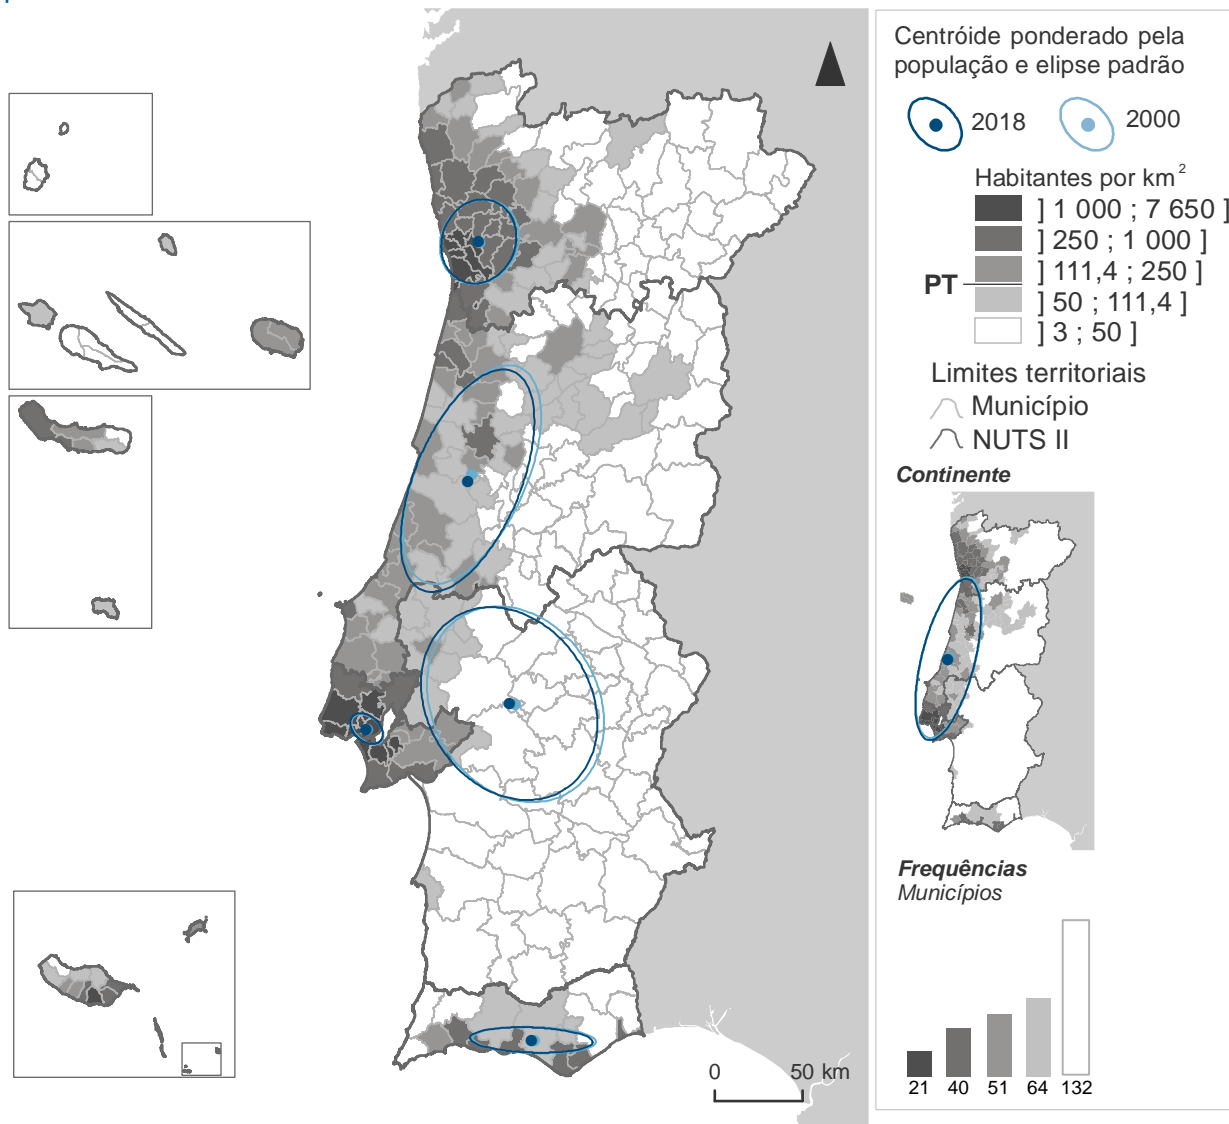 Centróide ponderado pela
população e elipse padrão
2018
2000
Habitantes por km²
] 1 000 ; 7 650 ]
] 250 ; 1 000 ]
] 111,4 ; 250 ]
PT
] 50 ; 111,4 ]
] 3 ; 50 ]
Limites territoriais
Município
NUTS II
Continente
Frequências
Municípios
21 40 51 64 132
0 50 km